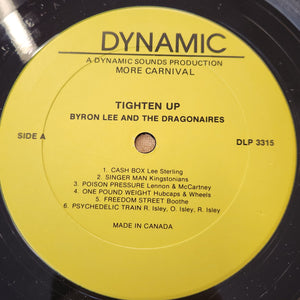 DYNAMIC
A DYNAMIC SOUNDS PRODUCTION
MORE CARNIVAL
TIGHTEN UP
BYRON LEE AND THE DRAGONAIRES
SIDE A
DLP 3315
1. CASH BOX Lee Sterling
2. SINGER MAN Kingstonians
3. POISON PRESSURE Lennon & McCartney
4. ONE POUND WEIGHT Hubcaps & Wheels
5. FREEDOM STREET Boothe
6. PSYCHEDELIC TRAIN R. Isley, O. Isley, R. Isley
MADE IN CANADA